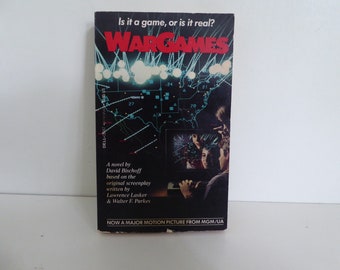 Is it a game, or is it real?
WARGAMES
A novel by
David Bischoff
based on the
original screenplay
written by
Lawrence Lasker
& Walter F. Parkes
NOW A MAJOR MOTION PICTURE FROM MGM/UA